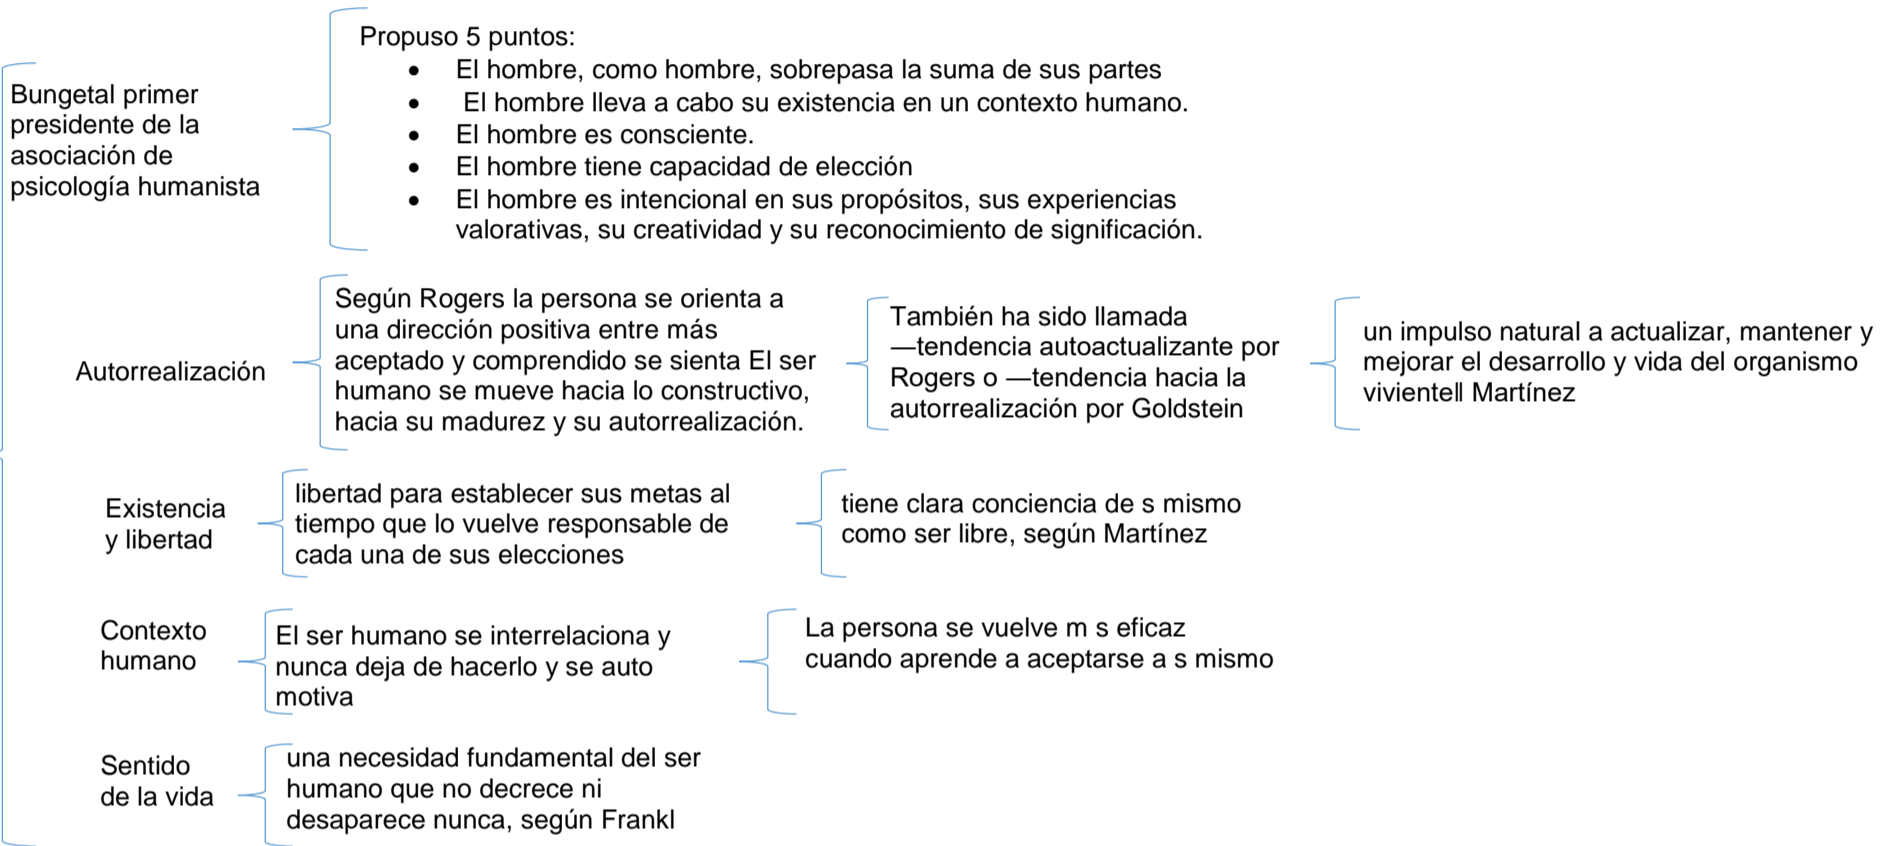 Bungetal primer
presidente de la
asociación de
psicología humanista
Propuso 5 puntos:
• El hombre, como hombre, sobrepasa la suma de sus partes
• El hombre lleva a cabo su existencia en un contexto humano.
• El hombre es consciente.
• El hombre tiene capacidad de elección
• El hombre es intencional en sus propósitos, sus experiencias
valorativas, su creatividad y su reconocimiento de significación.
Autorrealización
Según Rogers la persona se orienta a
una dirección positiva entre más
aceptado y comprendido se sienta El ser
humano se mueve hacia lo constructivo,
hacia su madurez y su autorrealización.
También ha sido llamada
―tendencia autoactualizante por
Rogers o ―tendencia hacia la
autorrealización por Goldstein
un impulso natural a actualizar, mantener y
mejorar el desarrollo y vida del organismo
viviente‖ Martínez
Existencia
y libertad
libertad para establecer sus metas al
tiempo que lo vuelve responsable de
cada una de sus elecciones
tiene clara conciencia de s mismo
como ser libre, según Martínez
Contexto
humano
El ser humano se interrelaciona y
nunca deja de hacerlo y se auto
motiva
La persona se vuelve m s eficaz
cuando aprende a aceptarse a s mismo
Sentido
de la vida
una necesidad fundamental del ser
humano que no decrece ni
desaparece nunca, según Frankl